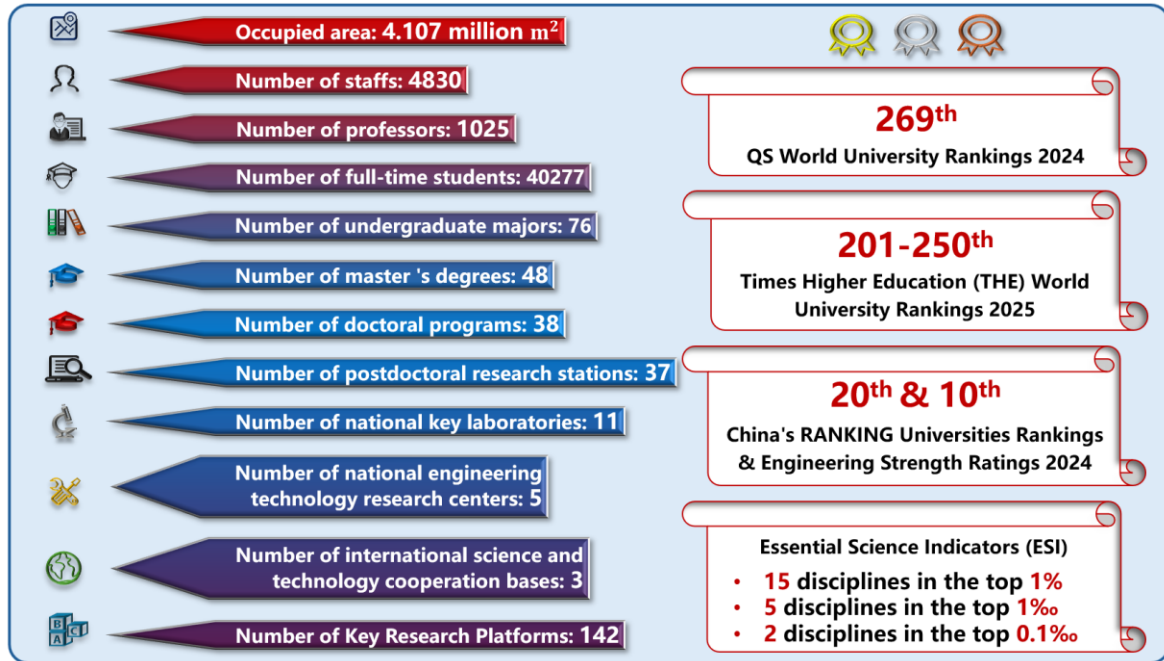 Occupied area: 4.107 million m²
Number of staffs: 4830
Number of professors: 1025
Number of full-time students: 40277
Number of undergraduate majors: 76
Number of master 's degrees: 48
Number of doctoral programs: 38
Number of postdoctoral research stations: 37
Number of national key laboratories: 11
Number of national engineering
technology research centers: 5
Number of international science and
technology cooperation bases: 3
B
C
A
Number of Key Research Platforms: 142
269th
QS World University Rankings 2024
201-250th
Times Higher Education (THE) World
University Rankings 2025
20th & 10th
China's RANKING Universities Rankings
& Engineering Strength Ratings 2024
Essential Science Indicators (ESI)
• 15 disciplines in the top 1%
• 5 disciplines in the top 1‰
• 2 disciplines in the top 0.1‰